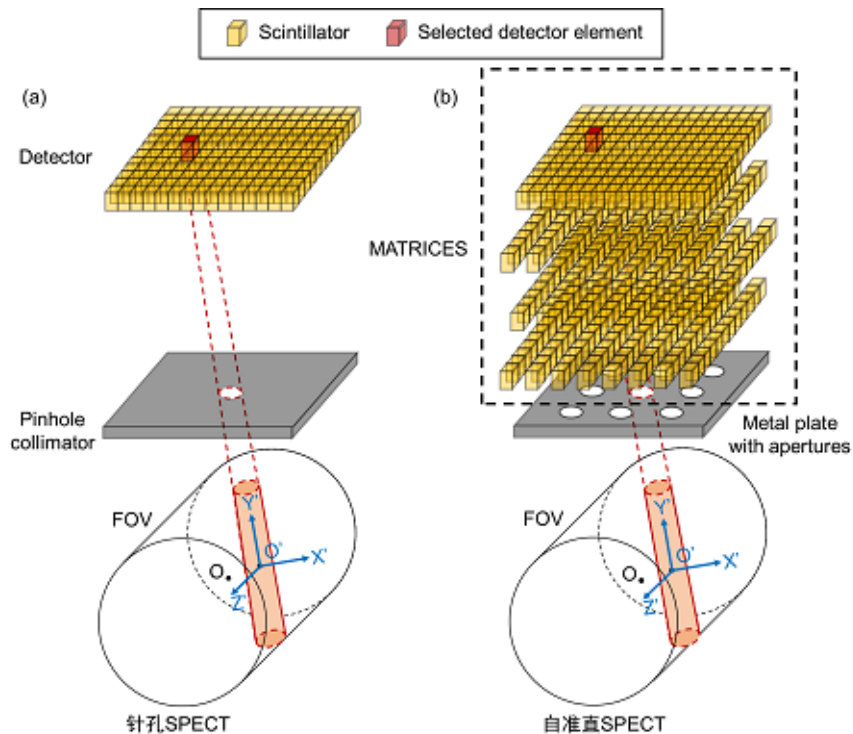 Scintillator
Selected detector element
(a)
(b)
Detector
MATRICES
Pinhole
collimator
Metal plate
with apertures
FOV
Y'
O'
X'
O
Z'
FOV
Y'
O'
X'
O
Z'
针孔SPECT
自准直SPECT